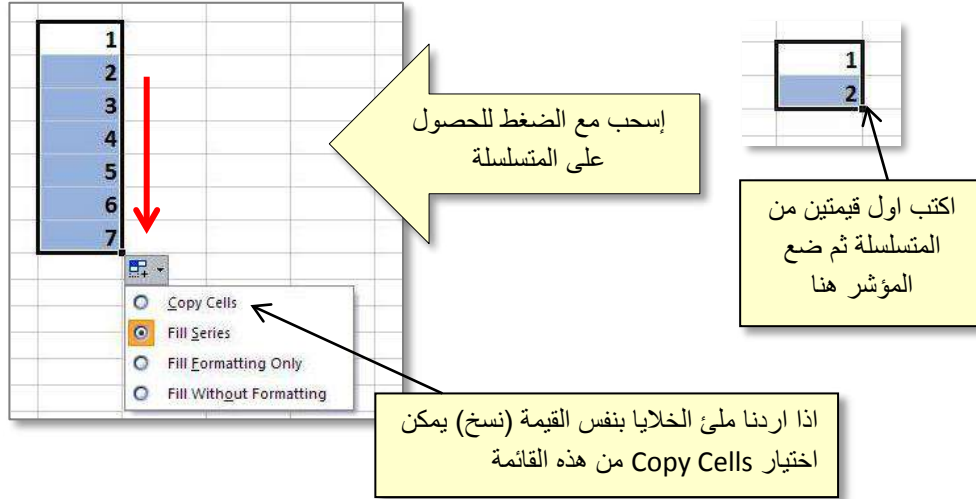 1
2
اكتب اول قيمتين من
المتسلسلة ثم ضع
المؤشر هنا
إسحب مع الضغط للحصول
على المتسلسلة
1
2
3
4
5
6
7
Copy Cells
Fill Series
Fill Formatting Only
Fill Without Formatting
اذا اردنا ملئ الخلايا بنفس القيمة (نسخ) يمكن
اختيار Copy Cells من هذه القائمة